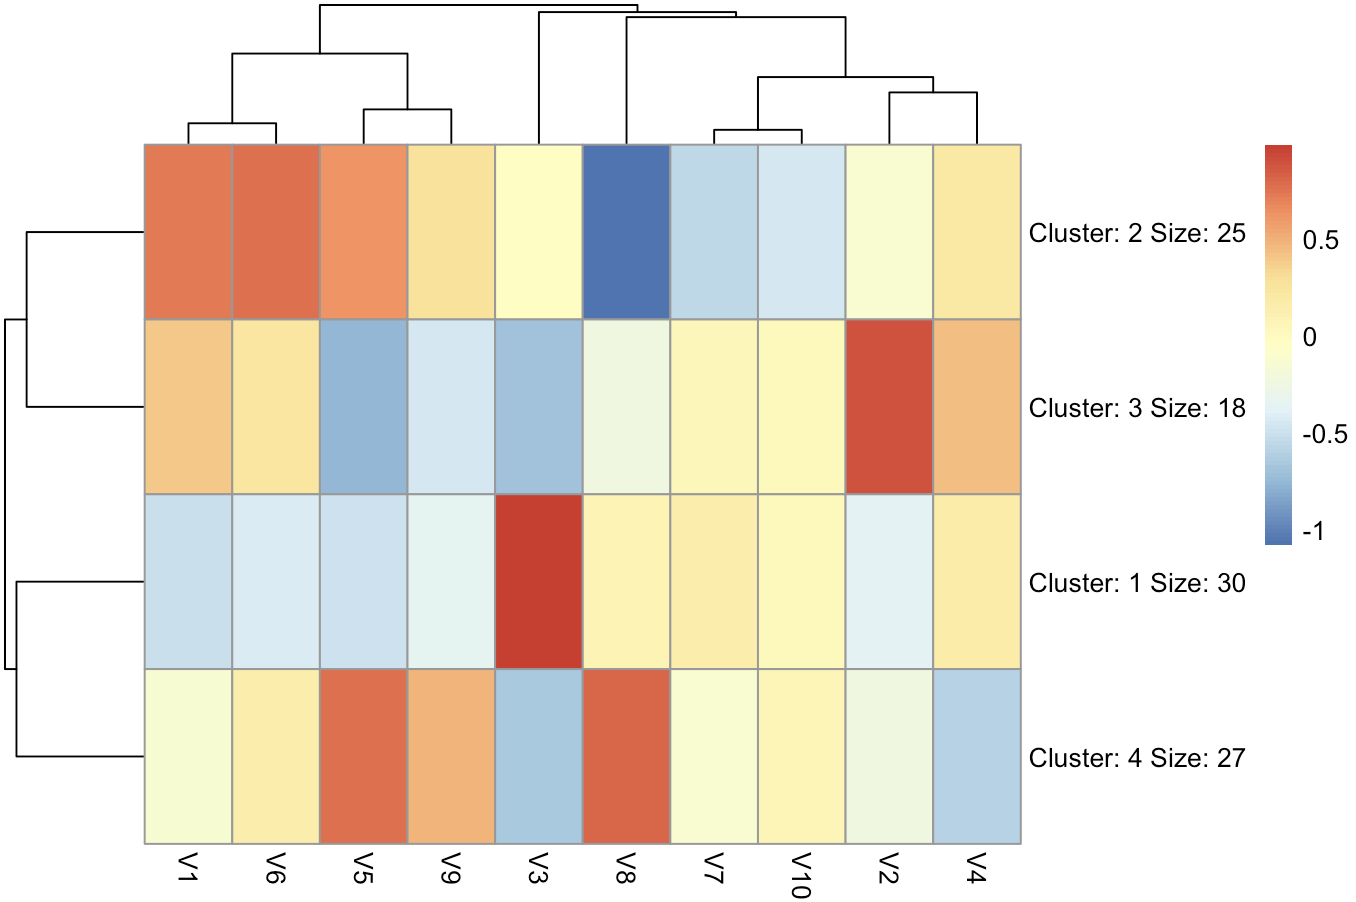 Cluster: 2 Size: 25
Cluster: 3 Size: 18
Cluster: 1 Size: 30
Cluster: 4 Size: 27
0.5
0
-0.5
-1
V1 V6 V5 V9 V3 V8 V7 V10 V2 V4